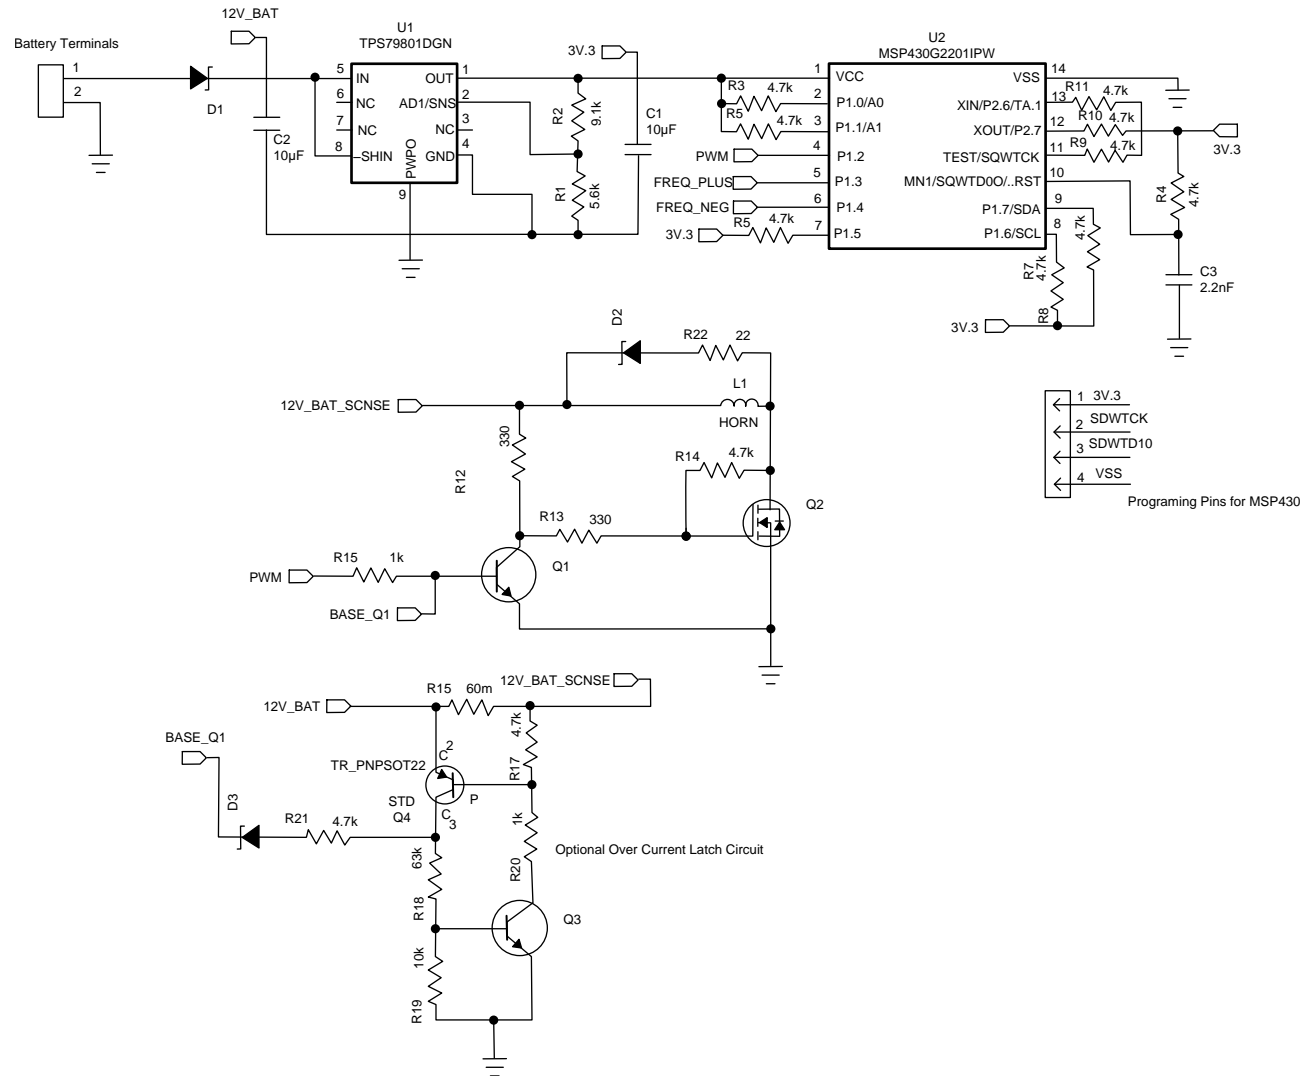 12V_BAT
Battery Terminals
1
2
D1
C2
10µF
U1
TPS79801DGN
5 IN
6 NC
7 NC
8 –SHIN
OUT 1
AD1/SNS 2
NC 3
GND 4
PWPO
9
3V.3
R2
9.1k
R1
5.6k
C1
10µF
U2
MSP430G2201IPW
R3 4.7k
R5 4.7k
PWM
FREQ_PLUS
FREQ_NEG
3V.3
R5 4.7k
1 VCC
2 P1.0/A0
3 P1.1/A1
4 P1.2
5 P1.3
6 P1.4
7 P1.5
VSS 14
XIN/P2.6/TA.1 13
XOUT/P2.7 12
TEST/SQWTCK 11
MN1/SQWTD0O/..RST 10
P1.7/SDA 9
P1.6/SCL 8
R11 4.7k
R10 4.7k
R9 4.7k
3V.3
R4
4.7k
C3
2.2nF
4.7k
R7
4.7k
R8
3V.3
D2
R22 22
12V_BAT_SCNSE
L1
HORN
330
R12
R14 4.7k
Q2
R13 330
Q1
R15 1k
PWM
BASE_Q1
1 3V.3
2 SDWTCK
3 SDWTD10
4 VSS
Programing Pins for MSP430
12V_BAT
R15 60m
12V_BAT_SCNSE
BASE_Q1
4.7k
R17
C 2
TR_PNPSOT22
P
STD
Q4
C 3
D3
R21 4.7k
1k
R20
Optional Over Current Latch Circuit
63k
R18
Q3
10k
R19